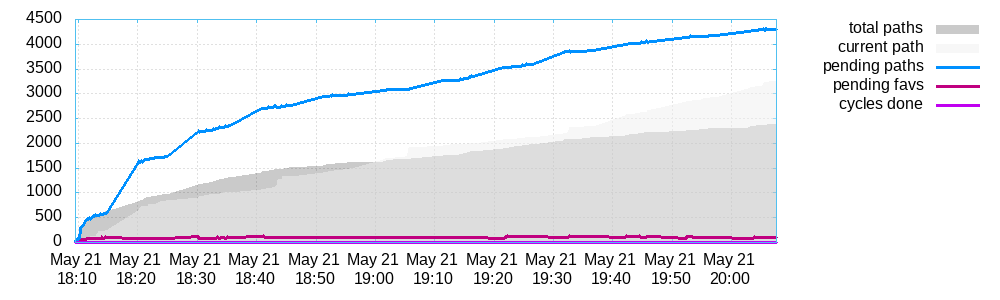 4500
4000
3500
3000
2500
2000
1500
1000
500
0
May 21 May 21 May 21 May 21 May 21 May 21 May 21 May 21 May 21 May 21 May 21 May 21
18:10 18:20 18:30 18:40 18:50 19:00 19:10 19:20 19:30 19:40 19:50 20:00
total paths
current path
pending paths
pending favs
cycles done